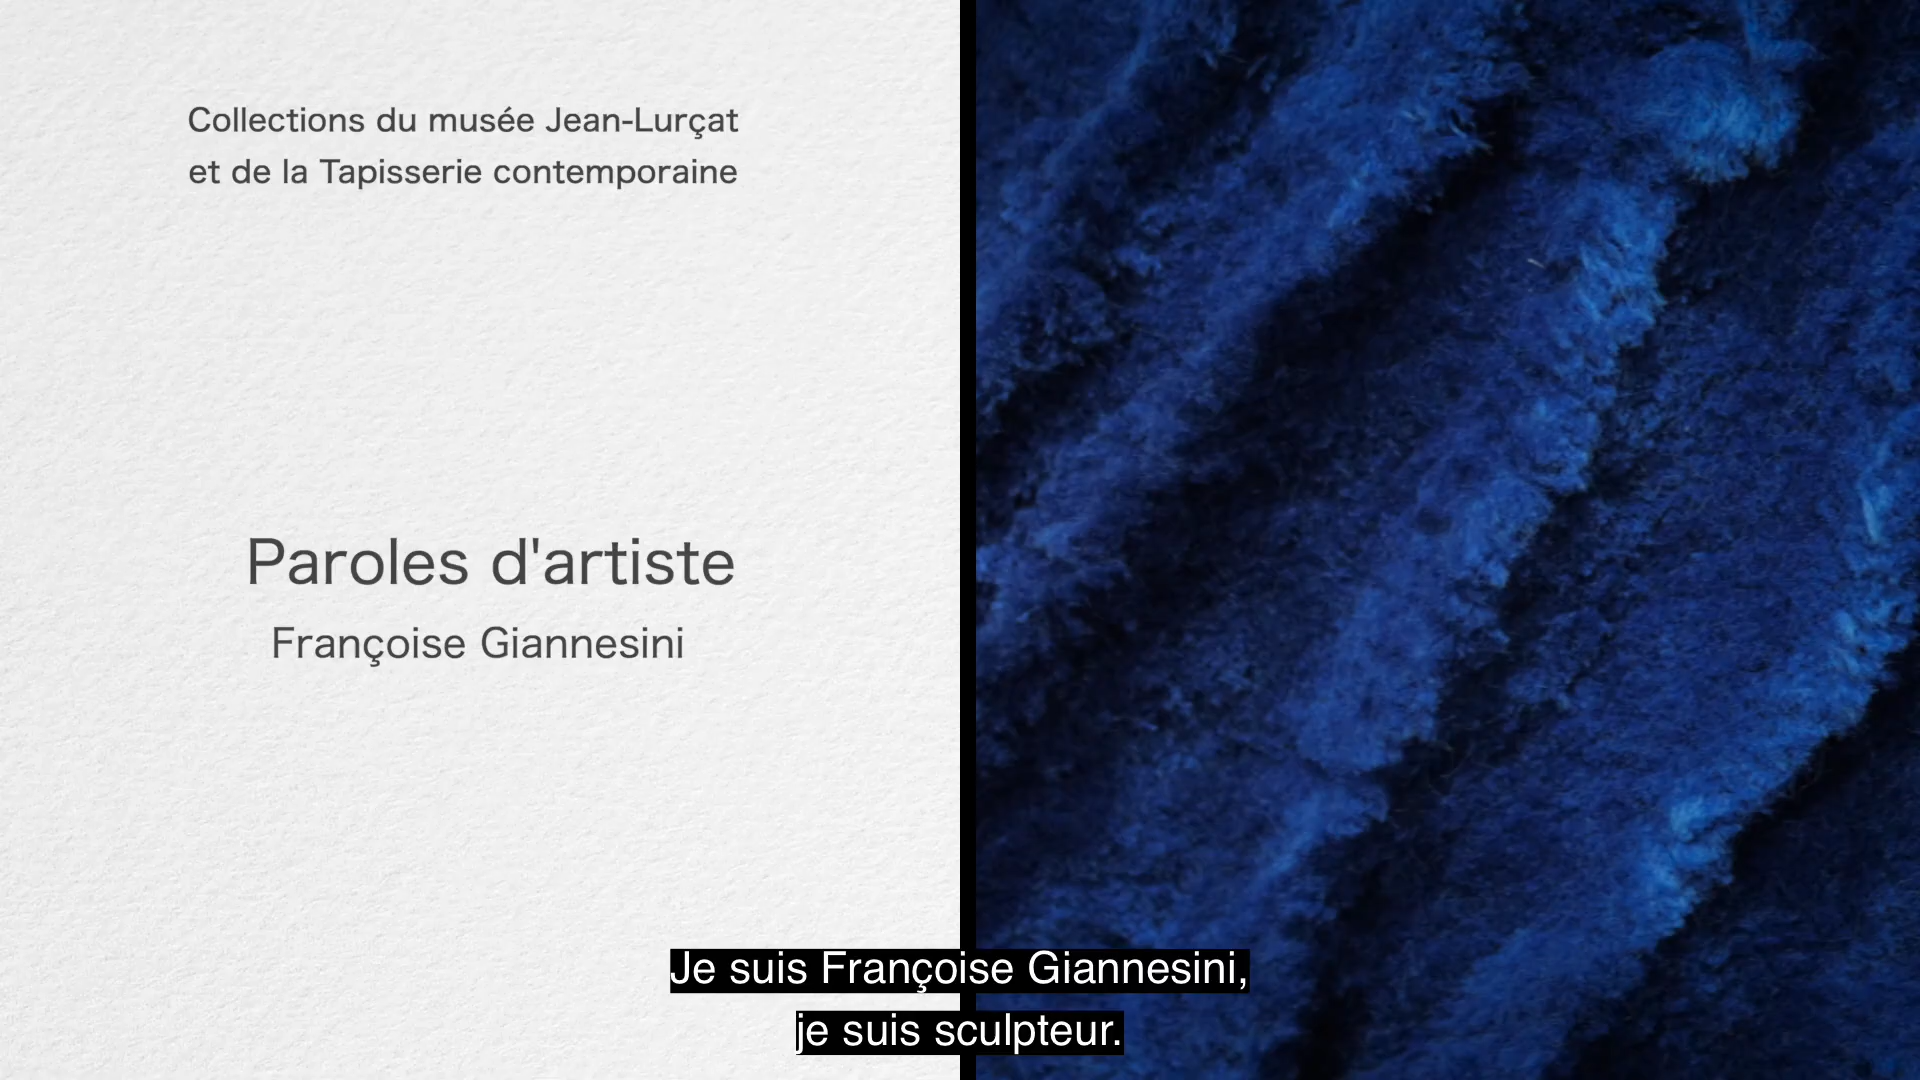 Collections du musée Jean-Lurçat
et de la Tapisserie contemporaine
Paroles d'artiste
Françoise Giannesini
Je suis Françoise Giannesini,
je suis sculpteur.